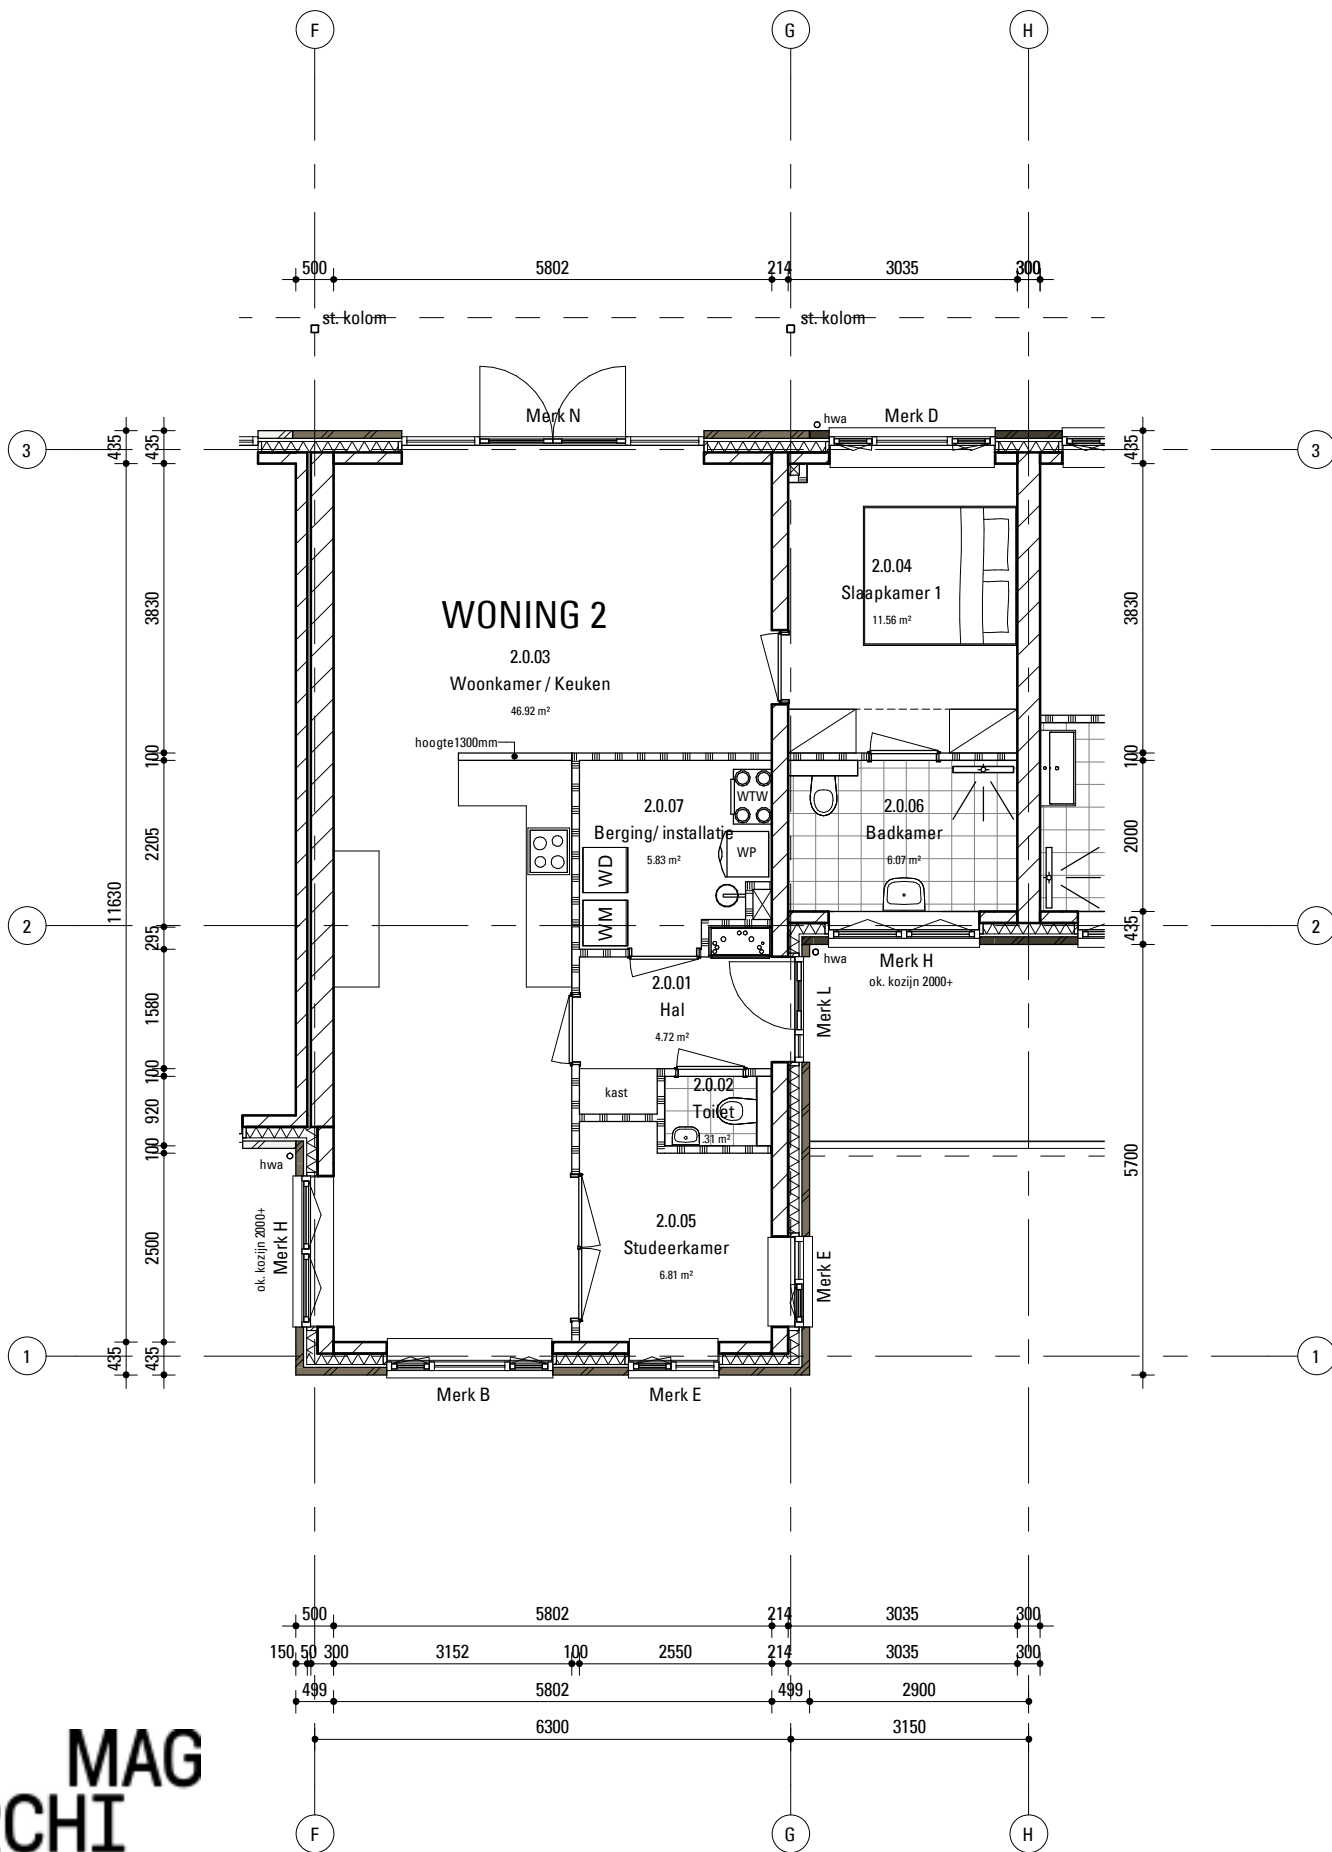 F
G
H
500
5802
214
3035
300
st. kolom
st. kolom
Merk N
hwa
Merk D
3
435
435
435
3
2.0.04
Slaapkamer 1
11.56 m²
WONING 2
2.0.03
Woonkamer / Keuken
46.92 m²
3830
3830
hoogte1300mm
100
100
2.0.07
Berging/ installatie
5.83 m²
WTW
WP
WD
WM
2.0.06
Badkamer
6.07 m²
2205
2000
11630
2
295
435
2
hwa
Merk H
ok. kozijn 2000+
Merk L
2.0.01
Hal
4.72 m²
1580
100
kast
2.0.02
Toilet
.31 m²
920
100
hwa
5700
ok. kozijn 2000+
Merk H
2500
2.0.05
Studeerkamer
6.81 m²
Merk E
1
435
435
1
Merk B
Merk E
500
5802
214
3035
300
150
50
300
3152
100
2550
214
3035
300
499
5802
499
2900
6300
3150
MAG
RCHI
F
G
H